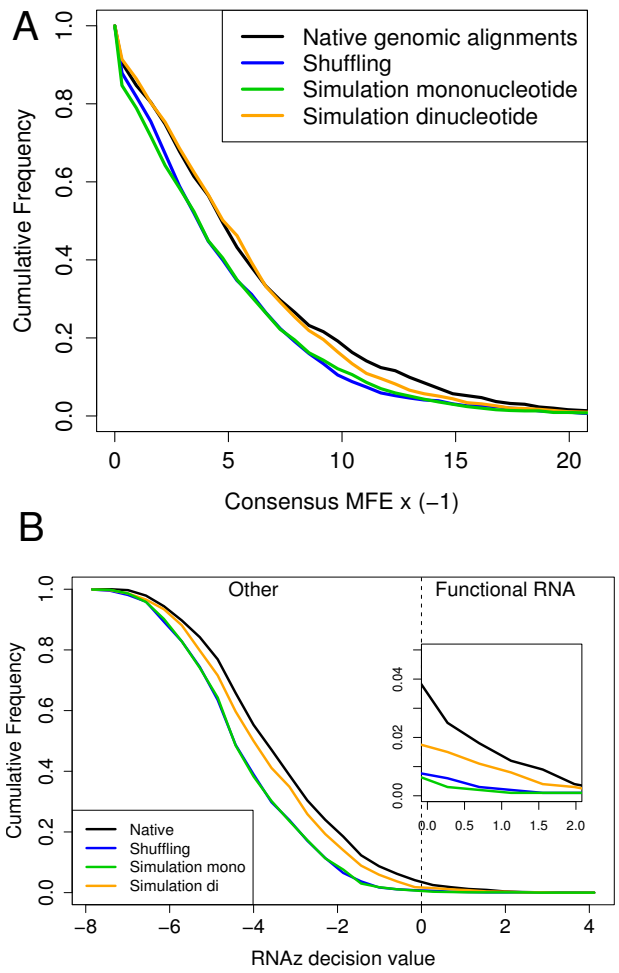 A
Native genomic alignments
Shuffling
Simulation mononucleotide
Simulation dinucleotide
Cumulative Frequency
1.0
0.8
0.6
0.4
0.2
0.0
0 5 10 15 20
Consensus MFE x (−1)
B
Other
Functional RNA
Cumulative Frequency
1.0
0.8
0.6
0.4
0.2
0.0
0.04
0.02
0.00
0.0 0.5 1.0 1.5 2.0
Native
Shuffling
Simulation mono
Simulation di
−8 −6 −4 −2 0 2 4
RNAz decision value